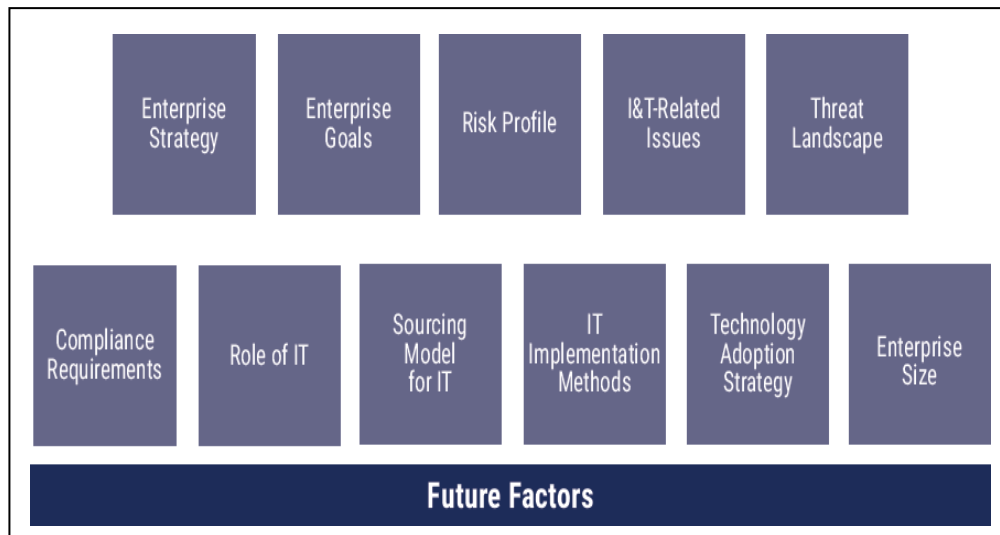 Enterprise
Strategy
Enterprise
Goals
Risk Profile
I&T-Related
Issues
Threat
Landscape
Compliance
Requirements
Role of IT
Sourcing
Model
for IT
IT
Implementation
Methods
Technology
Adoption
Strategy
Enterprise
Size
Future Factors